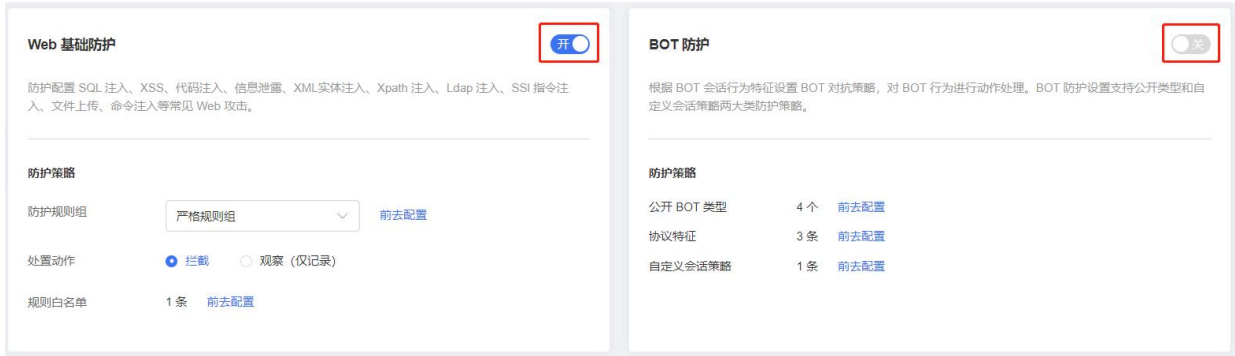 Web 基础防护
开
防护配置 SQL 注入、XSS、代码注入、信息泄露、XML实体注入、Xpath 注入、Ldap 注入、SSI 指令注
入、文件上传、命令注入等常见 Web 攻击。
防护策略
防护规则组
严格规则组
前去配置
处置动作
拦截
观察（仅记录）
规则白名单
1 条
前去配置
BOT 防护
关
根据 BOT 会话行为特征设置 BOT 对抗策略，对 BOT 行为进行动作处理。BOT 防护设置支持公开类型和自
定义会话策略两大类防护策略。
防护策略
公开 BOT 类型 4 个 前去配置
协议特征 3 条 前去配置
自定义会话策略 1 条 前去配置